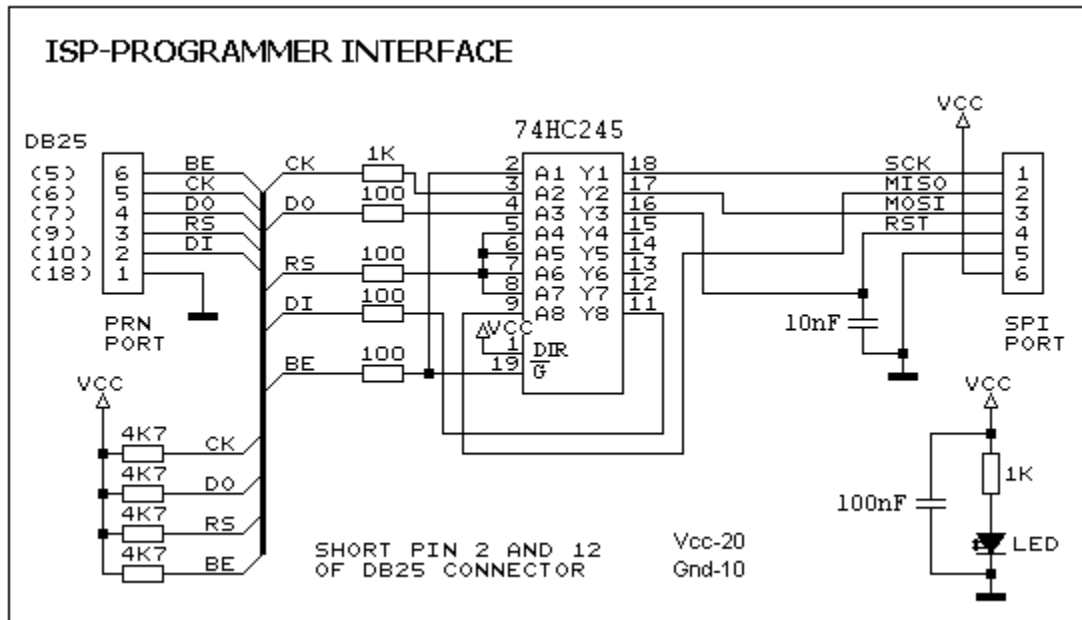 ISP-PROGRAMMER INTERFACE
DB25
(5) 6 BE
(6) 5 CK
(7) 4 DO
(9) 3 RS
(10) 2 DI
(18) 1
PRN
PORT
CK 1K
DO 100
RS 100
DI 100
BE 100
74HC245
2 A1 Y1 18
3 A2 Y2 17
4 A3 Y3 16
5 A4 Y4 15
6 A5 Y5 14
7 A6 Y6 13
8 A7 Y7 12
9 A8 Y8 11
VCC
1 DIR
19 G
VCC
SCK 1
MISO 2
MOSI 3
RST 4
5
6
SPI
PORT
10nF
VCC
4K7 CK
4K7 DO
4K7 RS
4K7 BE
SHORT PIN 2 AND 12
OF DB25 CONNECTOR
Vcc-20
Gnd-10
VCC
1K
100nF
LED